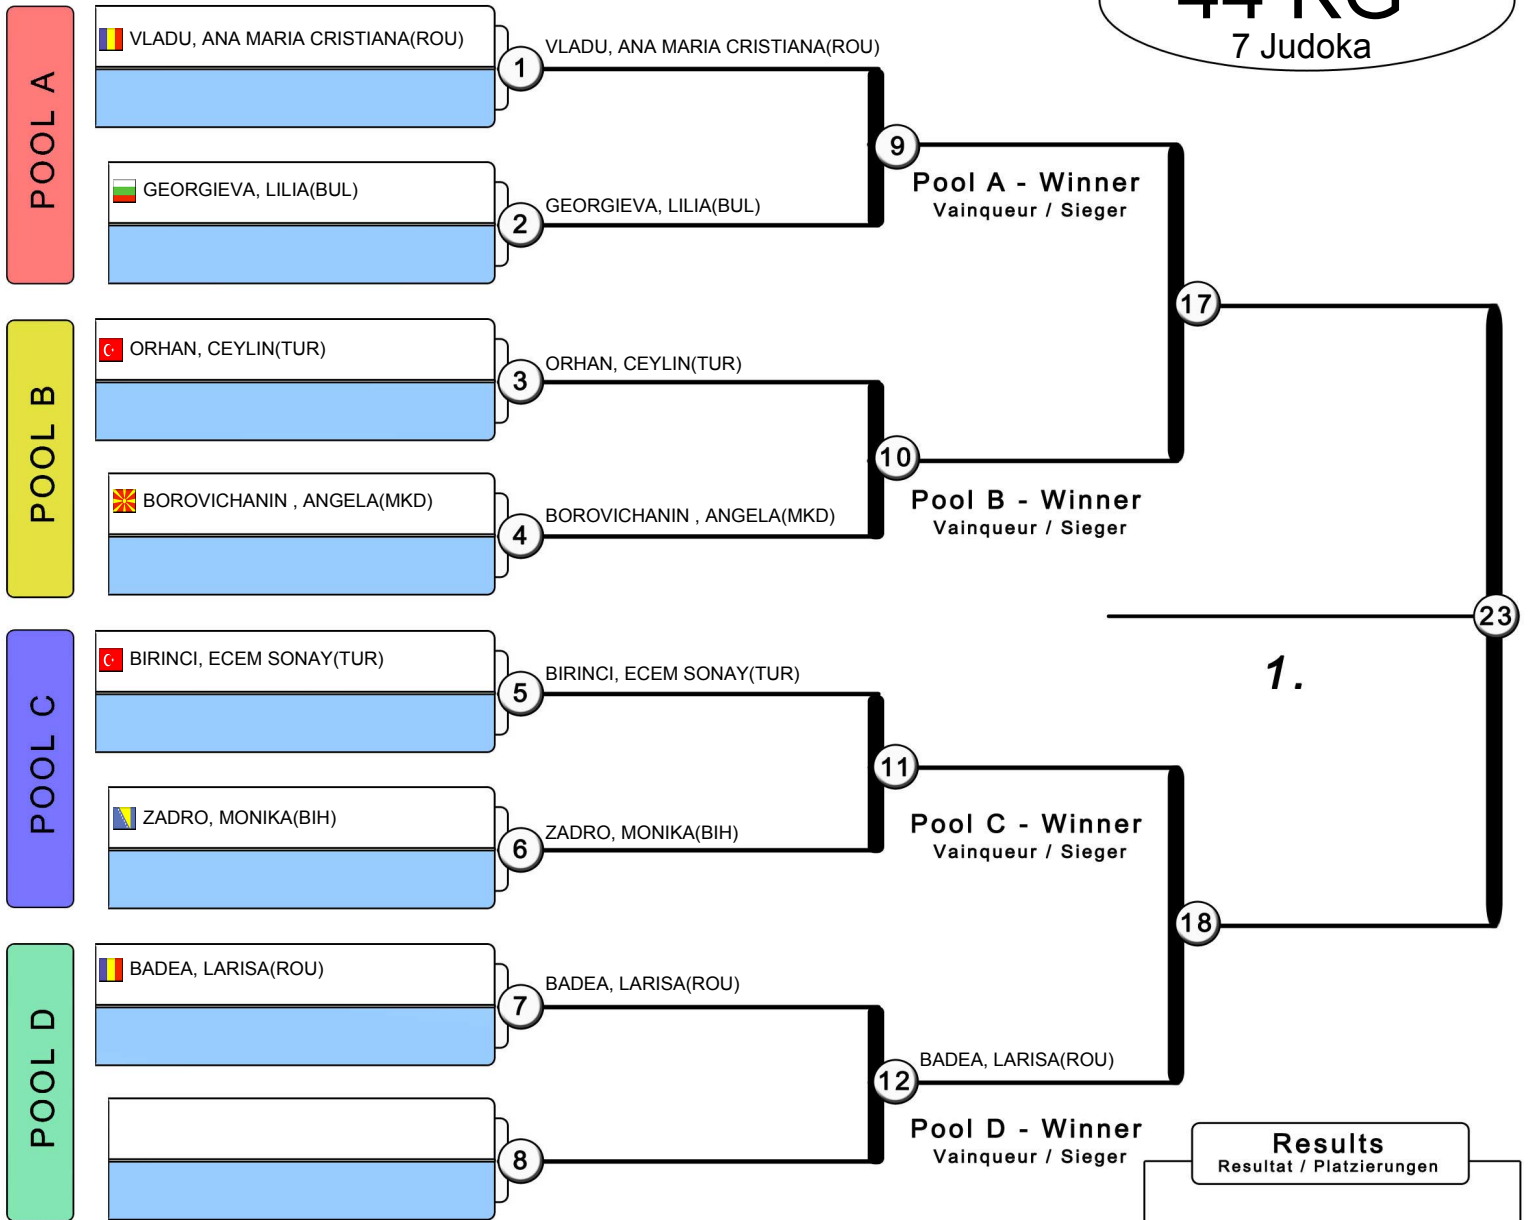 44 KG
7 Judoka
POOL A
VLADU, ANA MARIA CRISTIANA(ROU)
1
VLADU, ANA MARIA CRISTIANA(ROU)
GEORGIEVA, LILIA(BUL)
2
GEORGIEVA, LILIA(BUL)
9
Pool A - Winner
Vainqueur / Sieger
POOL B
ORHAN, CEYLIN(TUR)
3
ORHAN, CEYLIN(TUR)
BOROVICHANIN , ANGELA(MKD)
4
BOROVICHANIN , ANGELA(MKD)
10
Pool B - Winner
Vainqueur / Sieger
17
POOL C
BIRINCI, ECEM SONAY(TUR)
5
BIRINCI, ECEM SONAY(TUR)
ZADRO, MONIKA(BIH)
6
ZADRO, MONIKA(BIH)
11
Pool C - Winner
Vainqueur / Sieger
POOL D
BADEA, LARISA(ROU)
7
BADEA, LARISA(ROU)
8
12
BADEA, LARISA(ROU)
Pool D - Winner
Vainqueur / Sieger
18
23
1.
Results
Resultat / Platzierungen